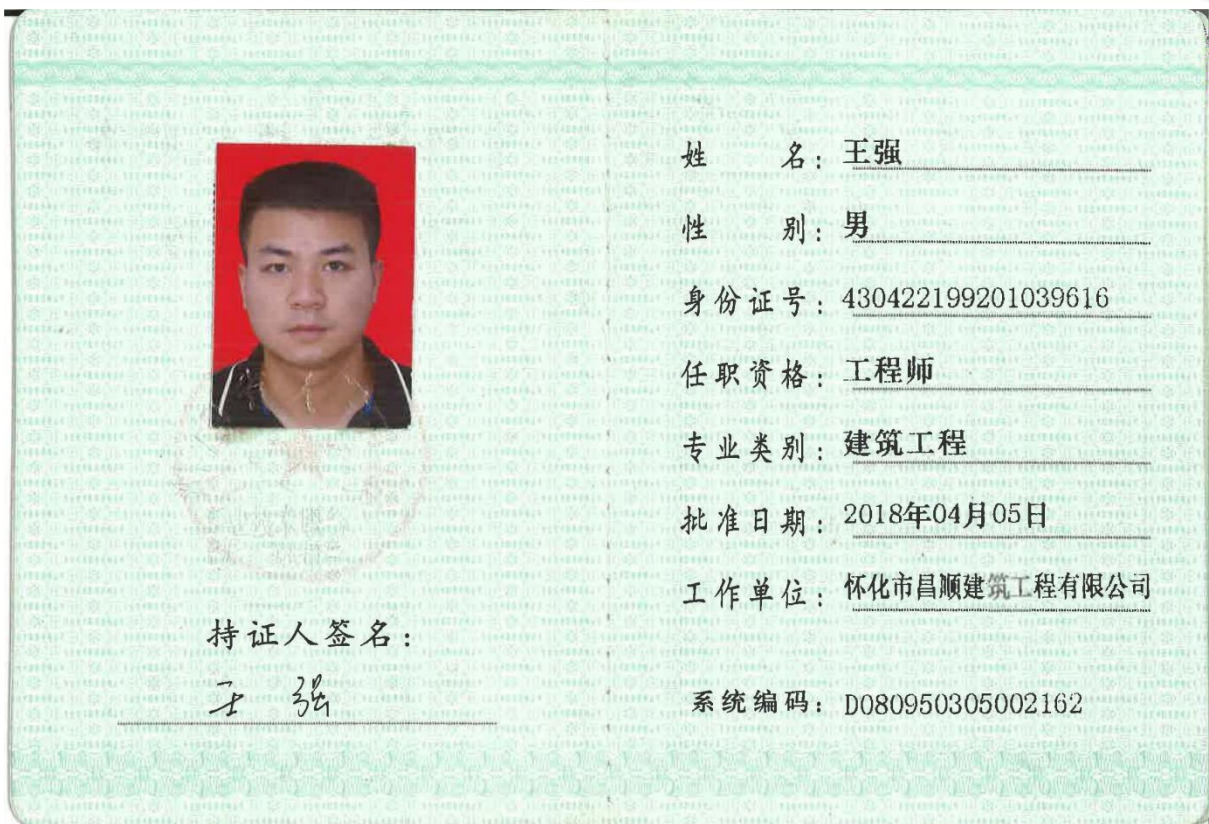 持证人签名：
王强
姓名：王强
性别：男
身份证号：430422199201039616
任职资格：工程师
专业类别：建筑工程
批准日期：2018年04月05日
工作单位：怀化市昌顺建筑工程有限公司
系统编码：D080950305002162